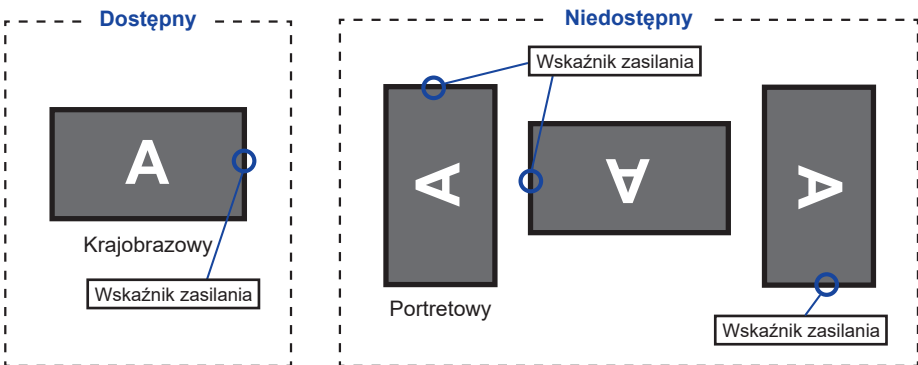 Dostępny
A
Krajobrazowy
Wskaźnik zasilania
Niedostępny
Wskaźnik zasilania
A
A
A
Portretowy
Wskaźnik zasilania